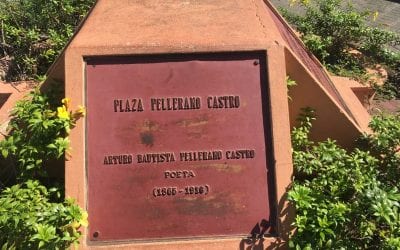 PLAZA PELLERANO CASTRO
ARTURO BAUTISTA PELLERANO CASTRO
POETA
(1865-1916)